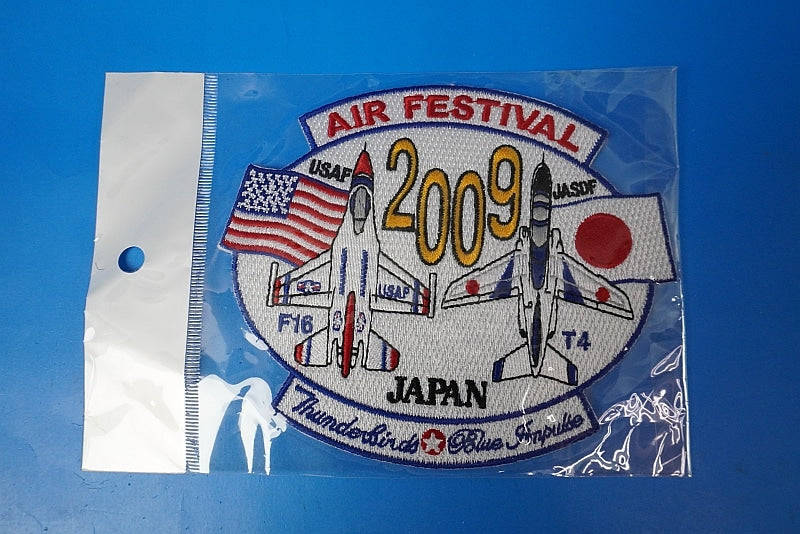 AIR FESTIVAL
USAF
2009
JASDF
USAF
F16
T4
JAPAN
Thunderbirds Blue Impulse